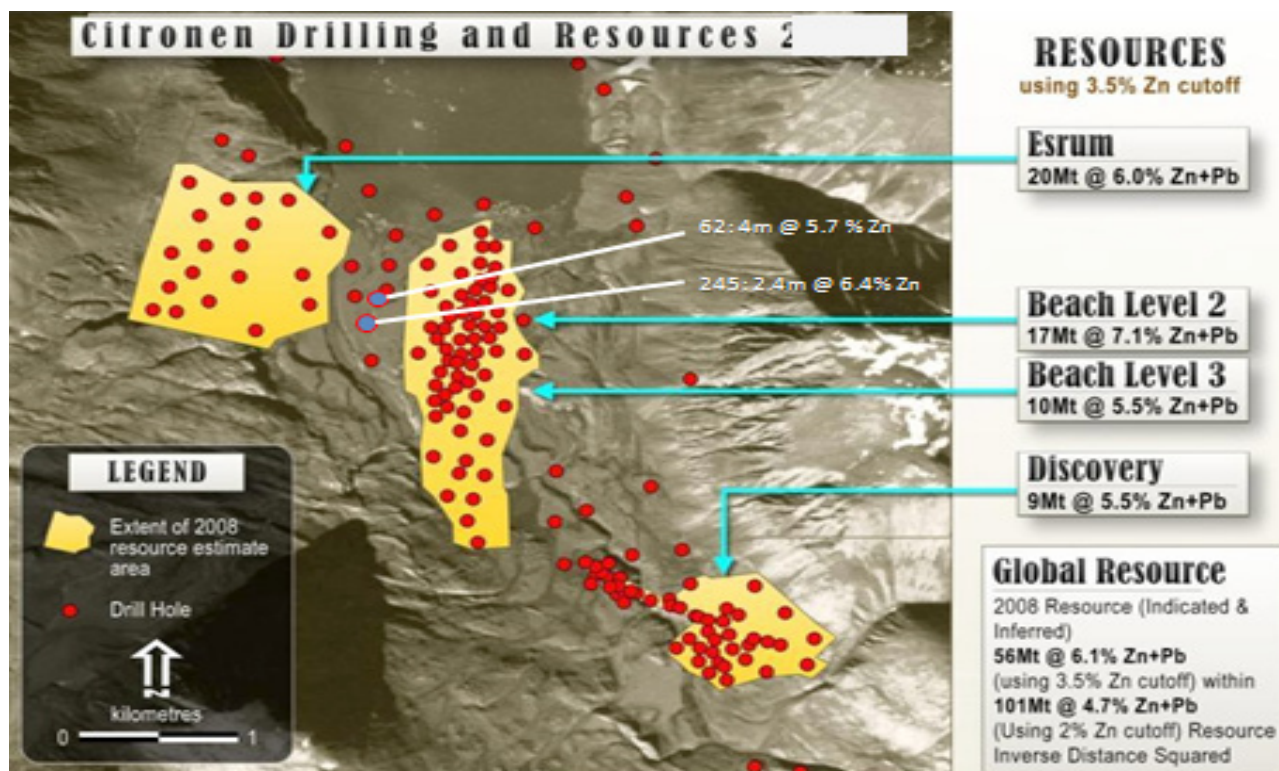 Citronen Drilling and Resources 2
RESOURCES
using 3.5% Zn cutoff
Esrum
20Mt @ 6.0% Zn+Pb
62: 4m @ 5.7 % Zn
245: 2.4m @ 6.4% Zn
Beach Level 2
17Mt @ 7.1% Zn+Pb
Beach Level 3
10Mt @ 5.5% Zn+Pb
Discovery
9Mt @ 5.5% Zn+Pb
LEGEND
Extent of 2008
resource estimate
area
Drill Hole
kilometres
0 1
Global Resource
2008 Resource (Indicated &
Inferred)
56Mt @ 6.1% Zn+Pb
(using 3.5% Zn cutoff) within
101Mt @ 4.7% Zn+Pb
(Using 2% Zn cutoff) Resource
Inverse Distance Squared